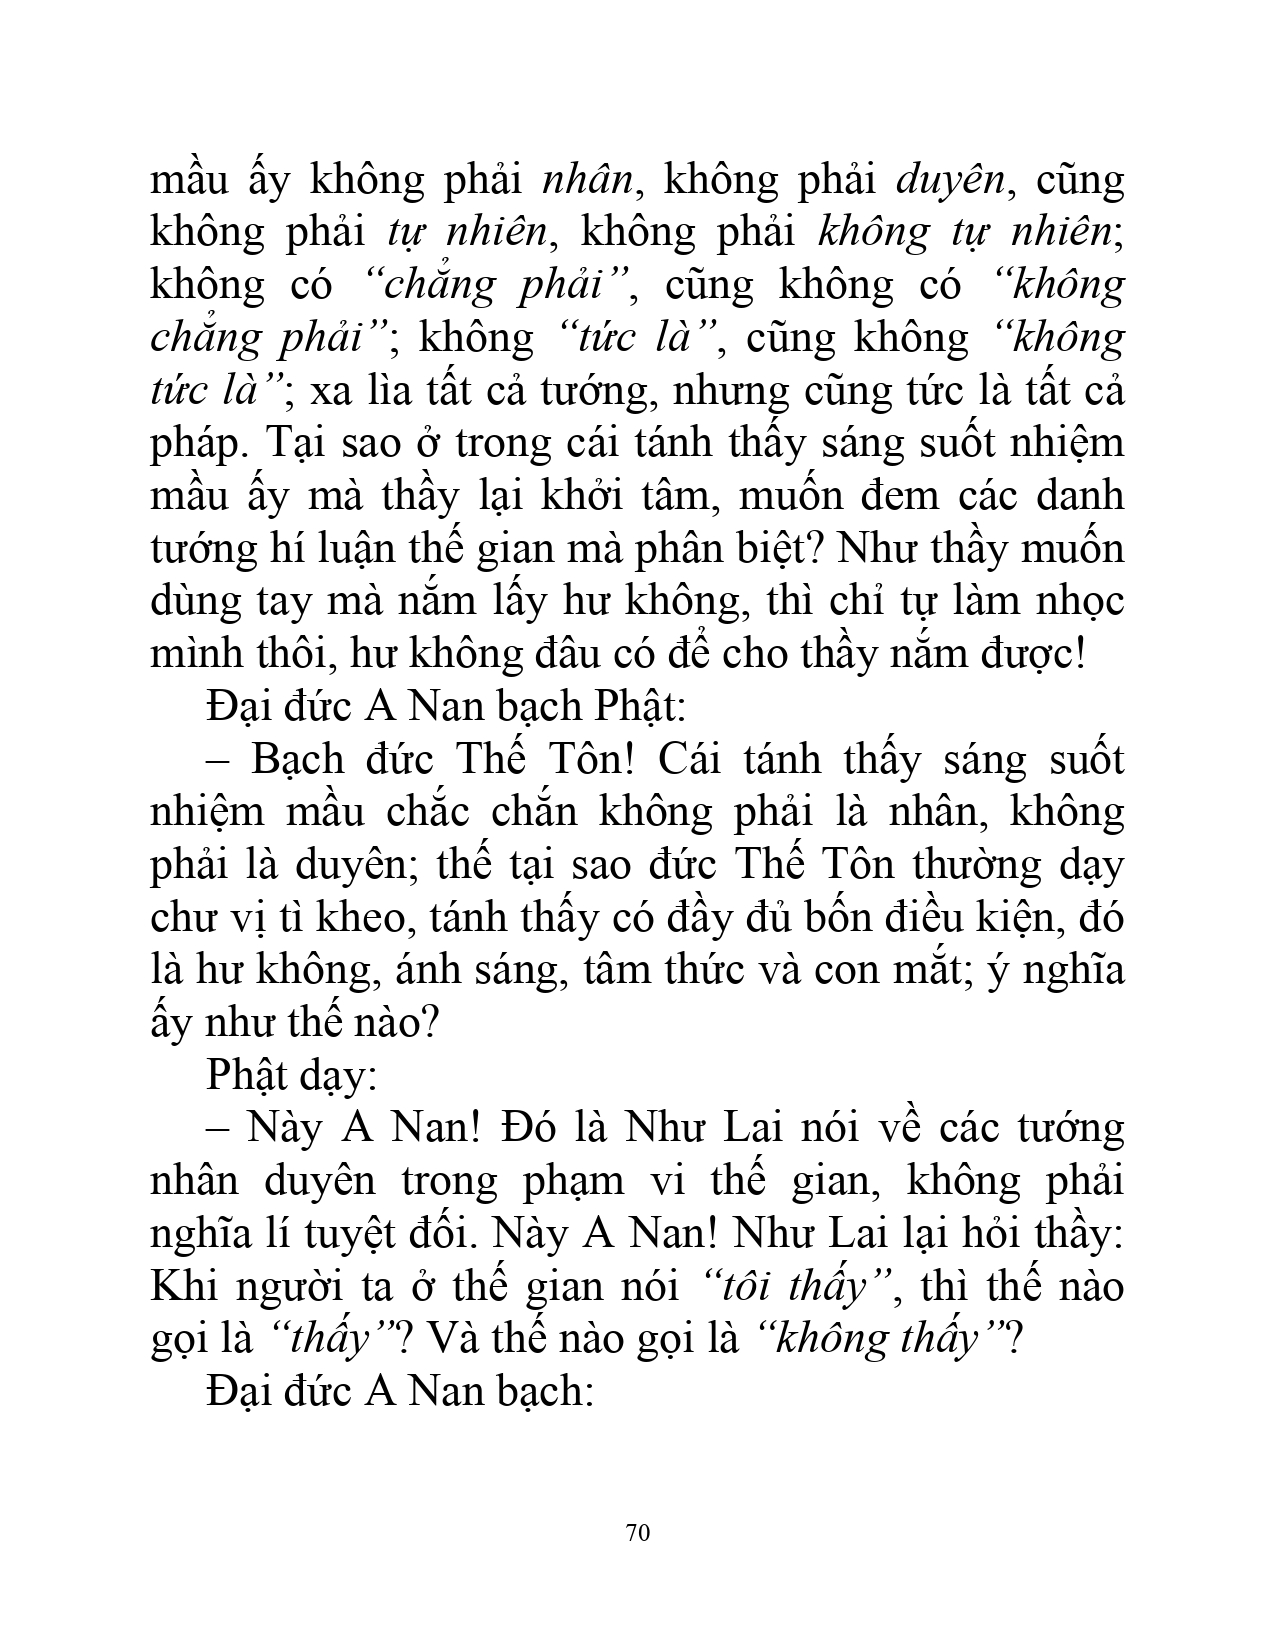 mầu ấy không phải nhân, không phải duyên, cũng
không phải tự nhiên, không phải không tự nhiên;
không có “chẳng phải”, cũng không có “không
chẳng phải”; không “tức là”, cũng không “không
tức là”; xa lìa tất cả tướng, nhưng cũng tức là tất cả
pháp. Tại sao ở trong cái tánh thấy sáng suốt nhiệm
mầu ấy mà thầy lại khởi tâm, muốn đem các danh
tướng hí luận thế gian mà phân biệt? Như thầy muốn
dùng tay mà nắm lấy hư không, thì chỉ tự làm nhọc
mình thôi, hư không đâu có để cho thầy nắm được!
Đại đức A Nan bạch Phật:
– Bạch đức Thế Tôn! Cái tánh thấy sáng suốt
nhiệm mầu chắc chắn không phải là nhân, không
phải là duyên; thế tại sao đức Thế Tôn thường dạy
chư vị tì kheo, tánh thấy có đầy đủ bốn điều kiện, đó
là hư không, ánh sáng, tâm thức và con mắt; ý nghĩa
ấy như thế nào?
Phật dạy:
– Này A Nan! Đó là Như Lai nói về các tướng
nhân duyên trong phạm vi thế gian, không phải
nghĩa lí tuyệt đối. Này A Nan! Như Lai lại hỏi thầy:
Khi người ta ở thế gian nói “tôi thấy”, thì thế nào
gọi là “thấy”? Và thế nào gọi là “không thấy”?
Đại đức A Nan bạch:
70